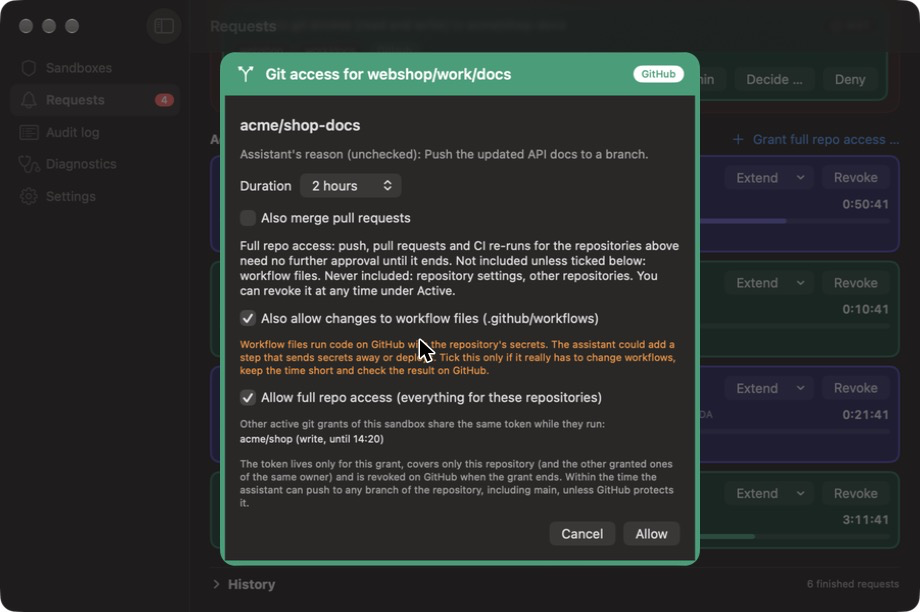 Requests
Sandboxes
Requests
4
Audit log
Diagnostics
Settings
Git access for webshop/work/docs
GitHub
acme/shop-docs
Assistant's reason (unchecked): Push the updated API docs to a branch.
Duration
2 hours
Also merge pull requests
Full repo access: push, pull requests and CI re-runs for the repositories above
need no further approval until it ends. Not included unless ticked below:
workflow files. Never included: repository settings, other repositories. You
can revoke it at any time under Active.
Also allow changes to workflow files (.github/workflows)
Workflow files run code on GitHub the repository's secrets. The assistant could add a
step that sends secrets away or Tick this only if it really has to change workflows,
keep the time short and check the result on GitHub.
Allow full repo access (everything for these repositories)
Other active git grants of this sandbox share the same token while they run:
acme/shop (write, until 14:20)
The token lives only for this grant, covers only this repository (and the other granted ones
of the same owner) and is revoked on GitHub when the grant ends. Within the time the
assistant can push to any branch of the repository, including main, unless GitHub protects
it.
Cancel
Allow
Decide ...
Deny
+ Grant full repo access ...
Extend
Revoke
0:50:41
Extend
Revoke
0:10:41
Extend
Revoke
0:21:41
Extend
Revoke
3:11:41
History
6 finished requests